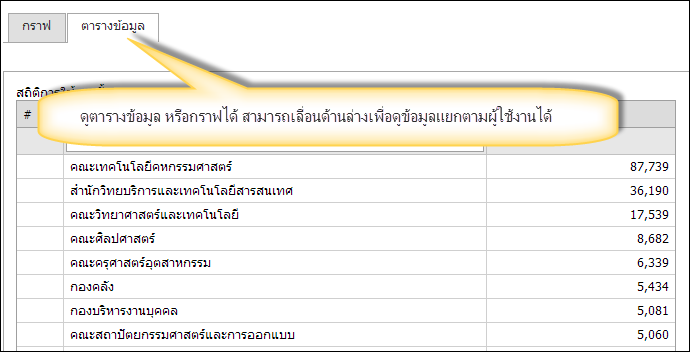 กราฟ ตารางข้อมูล
ดูตารางข้อมูล หรือกราฟได้ สามารถเลื่อนด้านล่างเพื่อดูข้อมูลแยกตามผู้ใช้งานได้
#
คณะเทคโนโลยีคหกรรมศาสตร์ 87,739
สำนักวิทยบริการและเทคโนโลยีสารสนเทศ 36,190
คณะวิทยาศาสตร์และเทคโนโลยี 17,539
คณะศิลปศาสตร์ 8,682
คณะครุศาสตร์อุตสาหกรรม 6,339
กองคลัง 5,434
กองบริหารงานบุคคล 5,081
คณะสถาปัตยกรรมศาสตร์และการออกแบบ 5,060